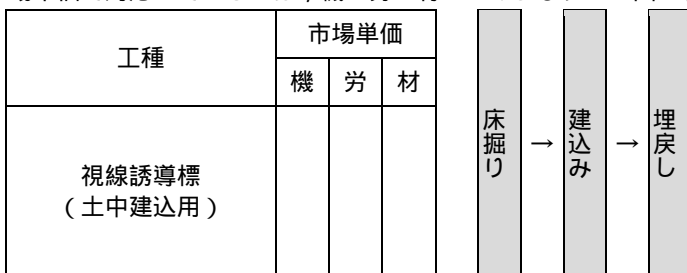 工種
市場単価
機 労 材
視線誘導標
(土中建込用)
床掘り → 建込み → 埋戻し